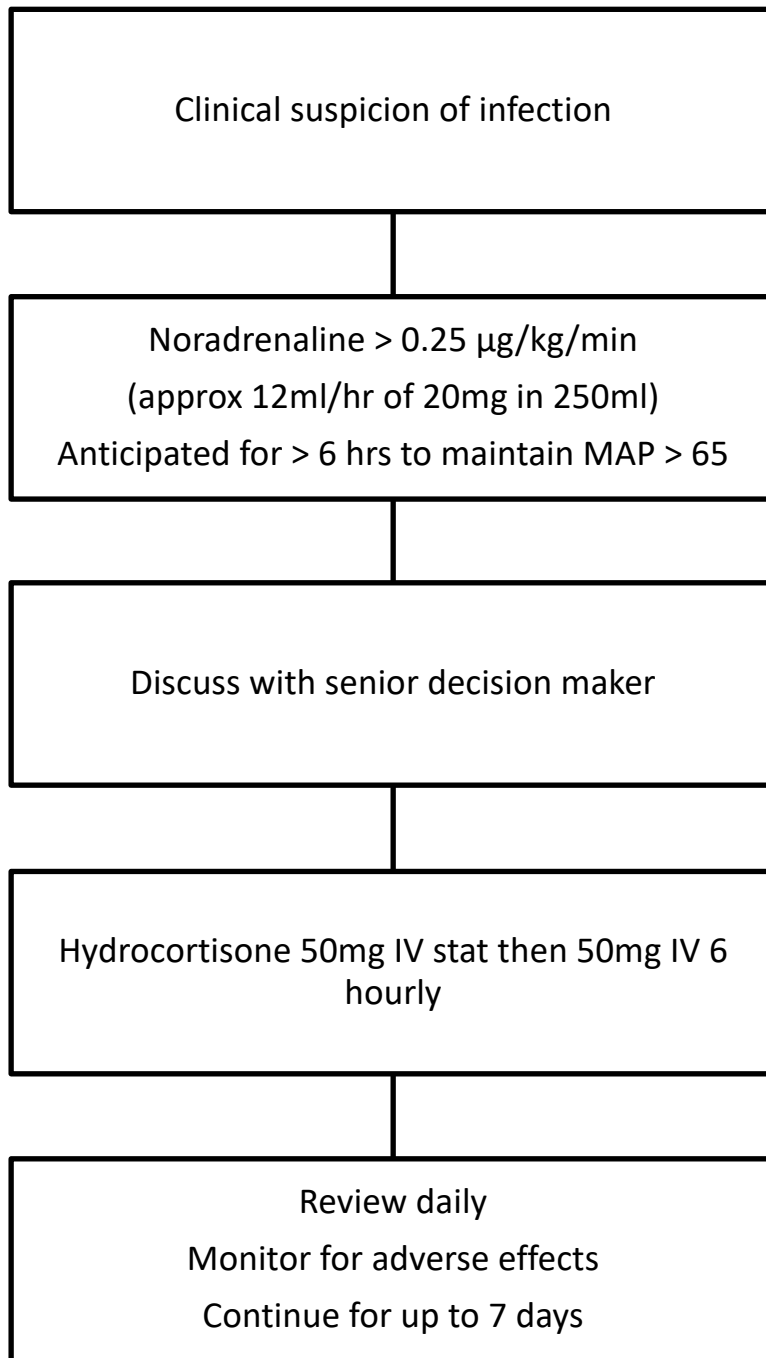 Clinical suspicion of infection
Noradrenaline > 0.25 µg/kg/min
(approx 12ml/hr of 20mg in 250ml)
Anticipated for > 6 hrs to maintain MAP > 65
Discuss with senior decision maker
Hydrocortisone 50mg IV stat then 50mg IV 6
hourly
Review daily
Monitor for adverse effects
Continue for up to 7 days